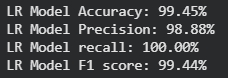 LR Model Accuracy: 99.45%
LR Model Precision: 98.88%
LR Model recall: 100.00%
LR Model F1 score: 99.44%